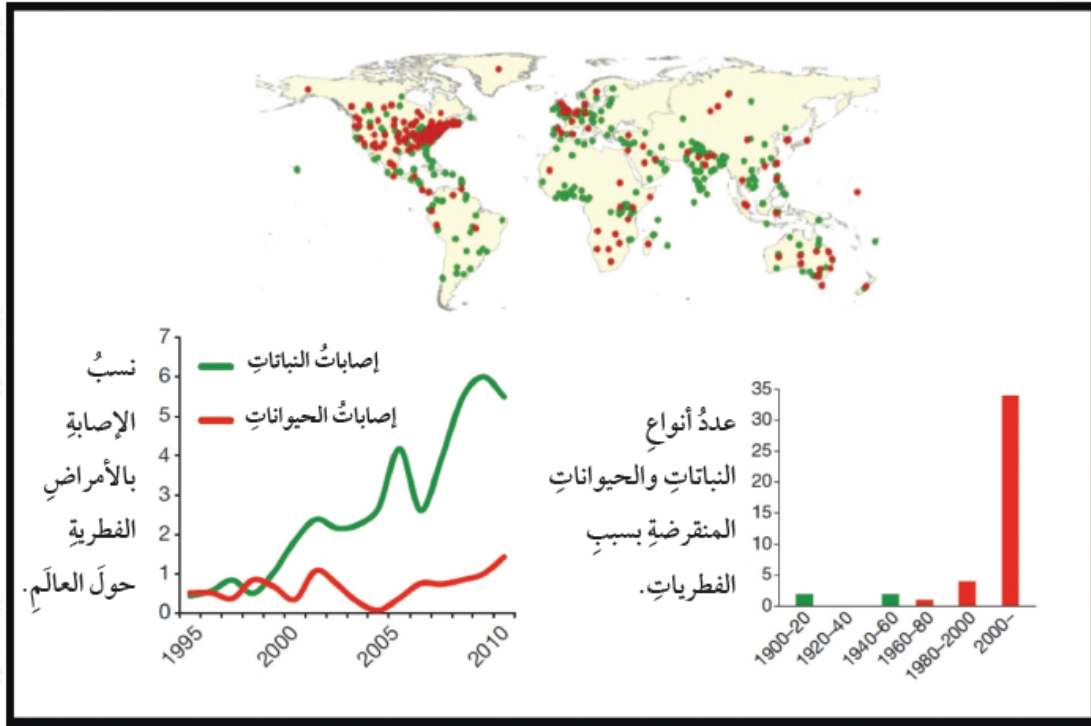 نسبُ
الإصابةِ
بالأمراضِ
الفطريةِ
حولَ العالَمِ.
7
6
5
4
3
2
1
0
إصاباتُ النباتاتِ
إصاباتُ الحيواناتِ
1995
2000
2005
2010
عددُ أنواعِ
النباتاتِ والحيواناتِ
المنقرضةِ بسببِ
الفطرياتِ.
35
30
25
20
15
10
5
0
1900–20
1920–40
1940–60
1960–80
1980–2000
2000–